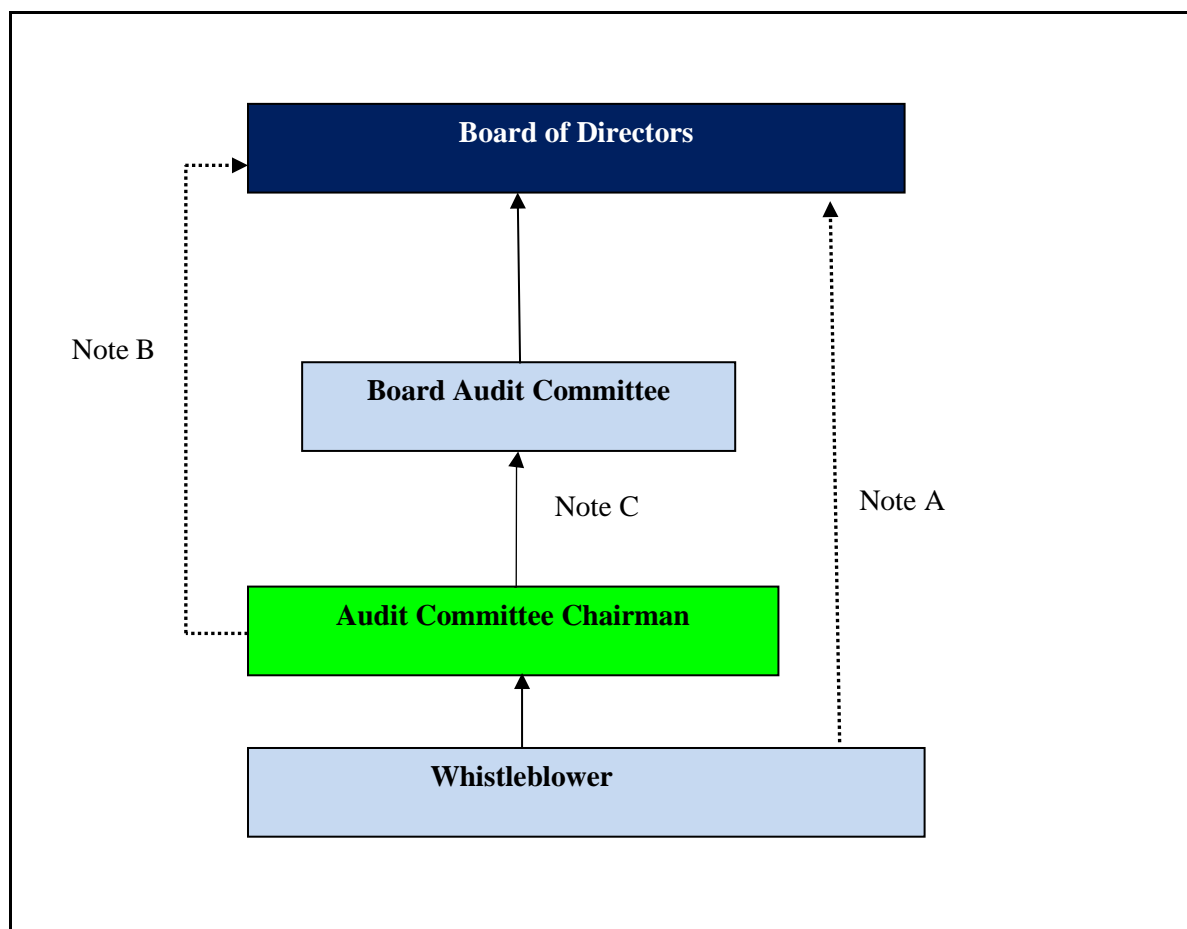 Board of Directors
Note B
Board Audit Committee
Note C
Note A
Audit Committee Chairman
Whistleblower